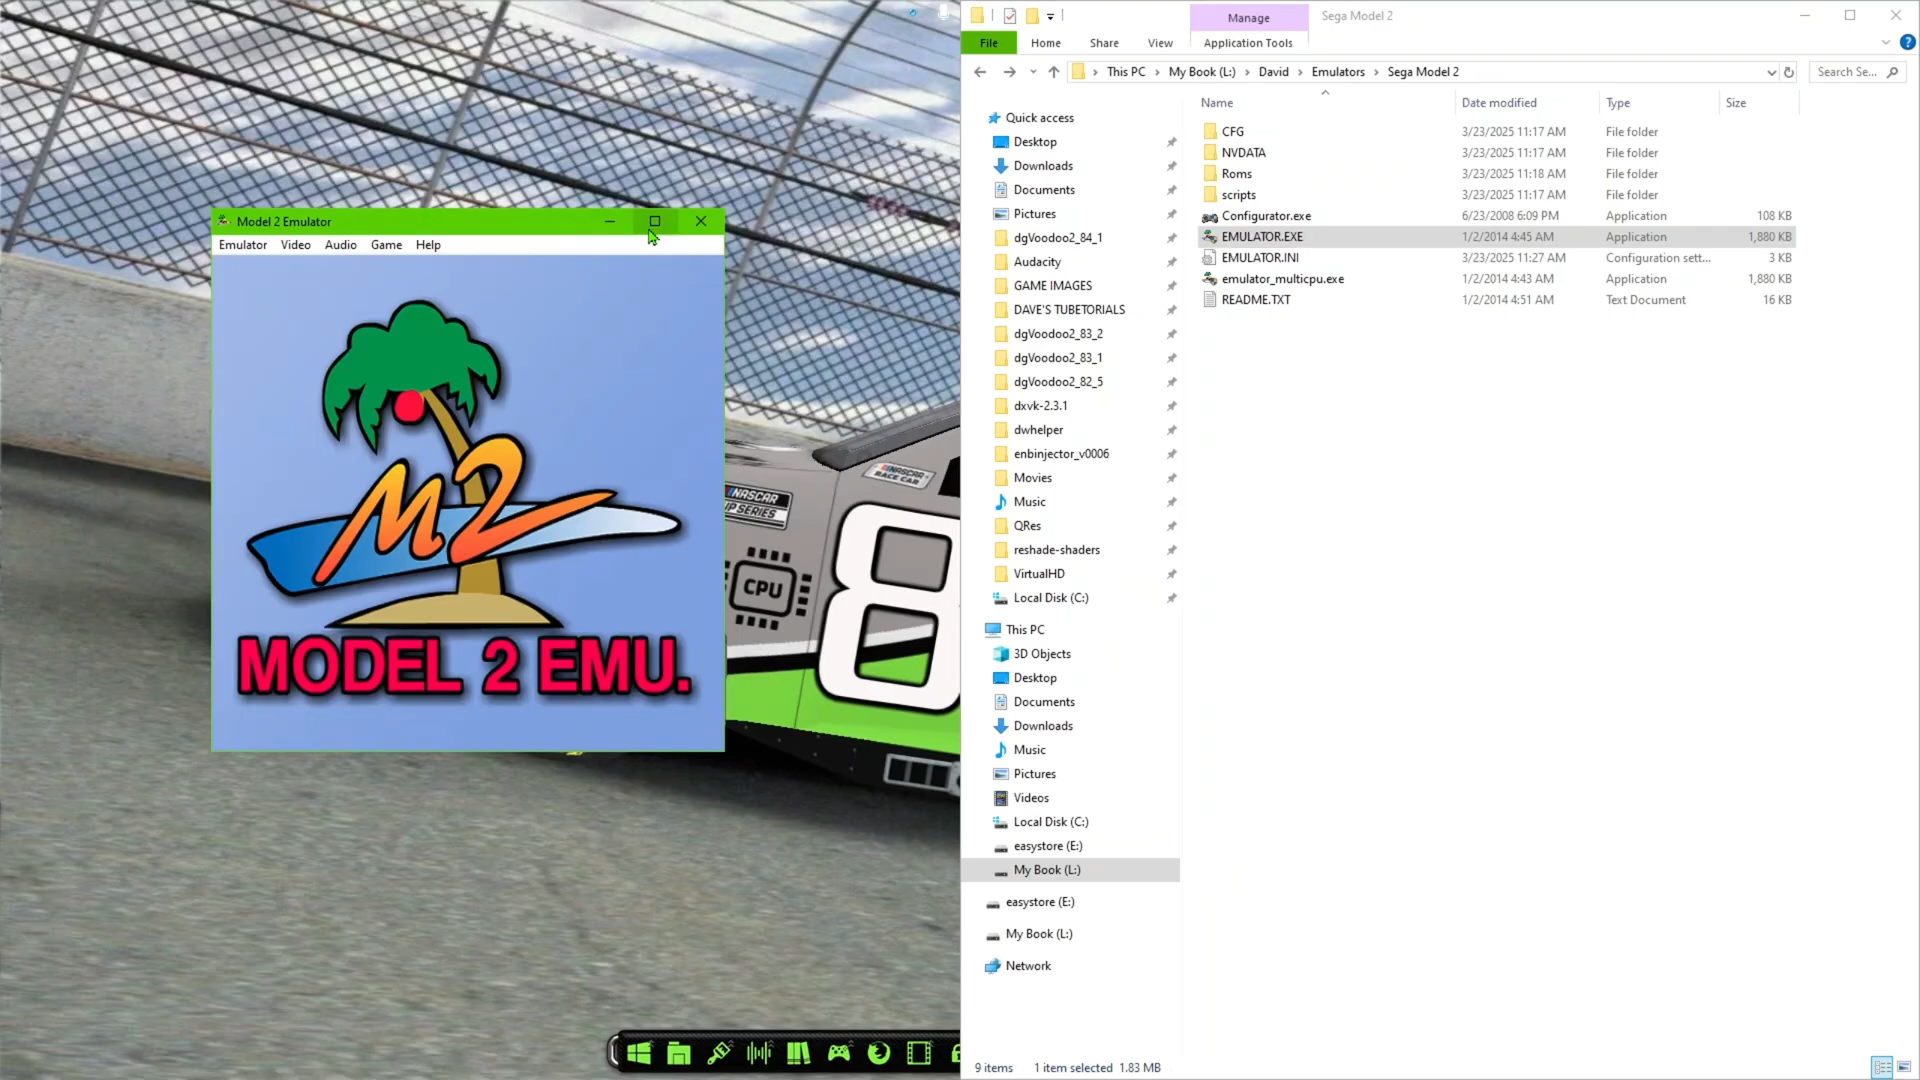 Model 2 Emulator
Emulator Video Audio Game Help
M2
MODEL 2 EMU.
NASCAR
CUP SERIES
NASCAR
RACE CAR
CPU
8
Manage
Sega Model 2
File Home Share View Application Tools
This PC My Book (L:) David Emulators Sega Model 2
Search Se...
Quick access
Desktop
Downloads
Documents
Pictures
dgVoodoo2_84_1
Audacity
GAME IMAGES
DAVE'S TUBETORIALS
dgVoodoo2_83_2
dgVoodoo2_83_1
dgVoodoo2_82_5
dxvk-2.3.1
dwhelper
enbinjector_v0006
Movies
Music
QRes
reshade-shaders
VirtualHD
Local Disk (C:)
This PC
3D Objects
Desktop
Documents
Downloads
Music
Pictures
Videos
Local Disk (C:)
easystore (E:)
My Book (L:)
easystore (E:)
My Book (L:)
Network
Name Date modified Type Size
CFG 3/23/2025 11:17 AM File folder
NVDATA 3/23/2025 11:17 AM File folder
Roms 3/23/2025 11:18 AM File folder
scripts 3/23/2025 11:17 AM File folder
Configurator.exe 6/23/2008 6:09 PM Application 108 KB
EMULATOR.EXE 1/2/2014 4:45 AM Application 1,880 KB
EMULATOR.INI 3/23/2025 11:27 AM Configuration sett... 3 KB
emulator_multicpu.exe 1/2/2014 4:43 AM Application 1,880 KB
README.TXT 1/2/2014 4:51 AM Text Document 16 KB
9 items 1 item selected 1.83 MB